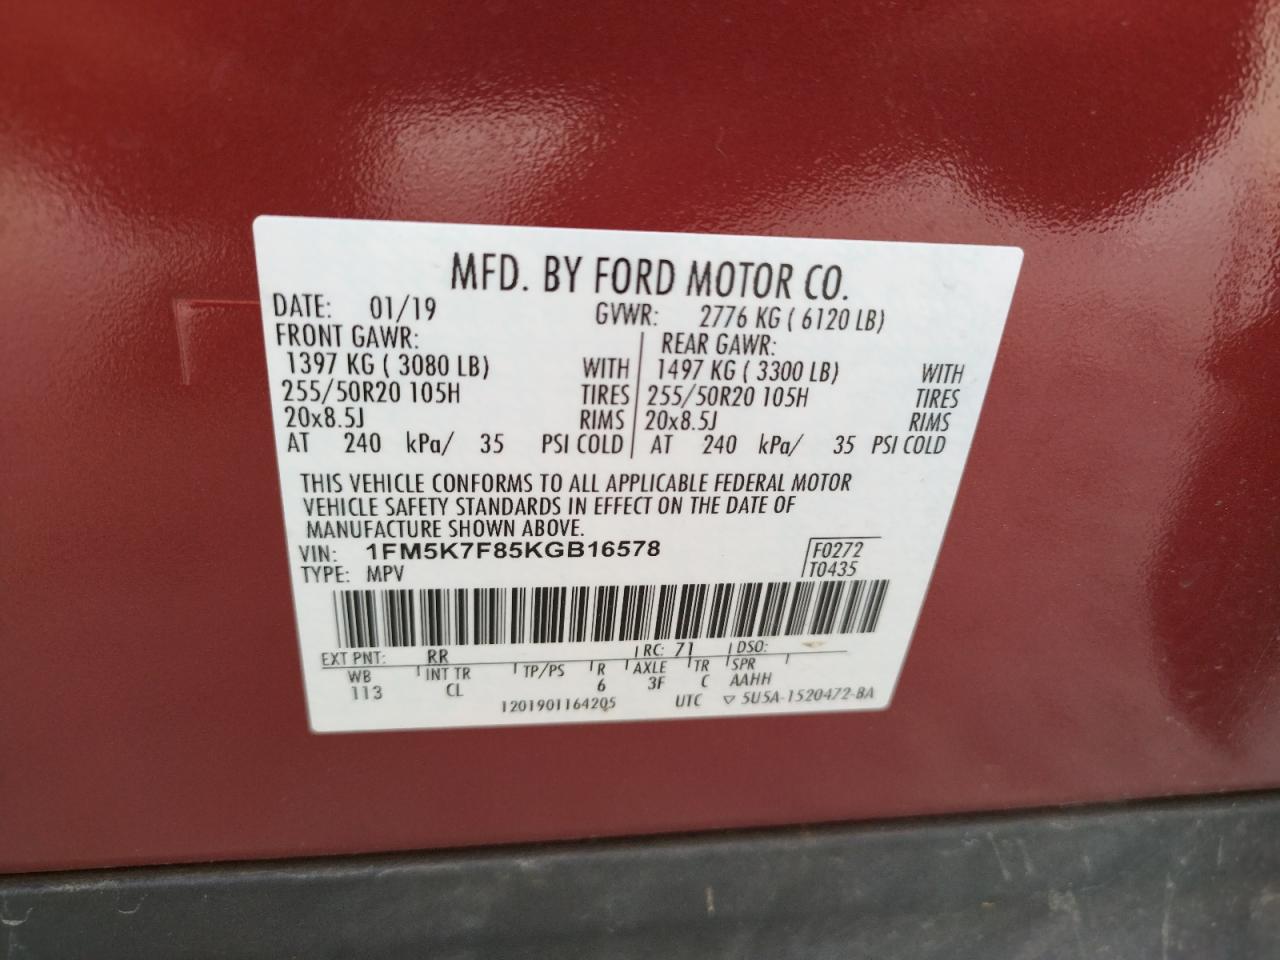 MFD. BY FORD MOTOR CO.
DATE: 01/19 GVWR: 2776 KG ( 6120 LB)
FRONT GAWR: REAR GAWR:
1397 KG ( 3080 LB) WITH 1497 KG ( 3300 LB) WITH
255/50R20 105H TIRES 255/50R20 105H TIRES
20x8.5J RIMS 20x8.5J RIMS
AT 240 kPa/ 35 PSI COLD AT 240 kPa/ 35 PSI COLD
THIS VEHICLE CONFORMS TO ALL APPLICABLE FEDERAL MOTOR
VEHICLE SAFETY STANDARDS IN EFFECT ON THE DATE OF
MANUFACTURE SHOWN ABOVE.
VIN: 1FM5K7F85KGB16578 F0272
TYPE: MPV T0435
EXT PNT: RR RC: 71 DSO:
WB INT TR TP/PS R AXLE TR SPR
113 CL 6 3F C AAHH
1201901164205 UTC ▽ 5U5A-1520472-BA